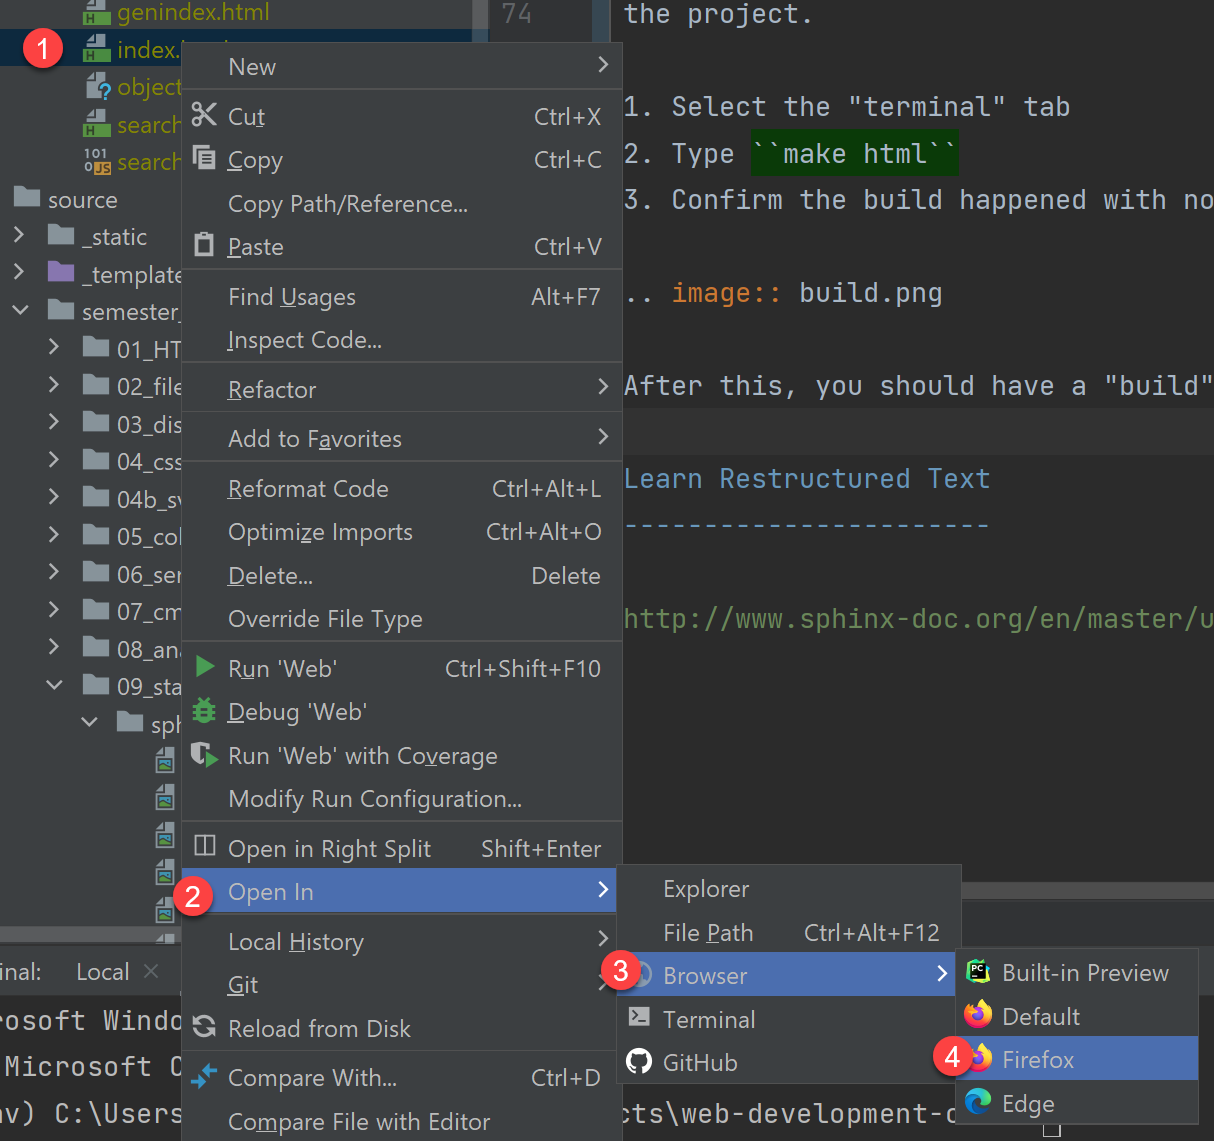 genindex.html
1
index.
object
search
search
source
_static
_template
semester_
01_HT
02_file
03_dis
04_css
04b_sv
05_col
06_ser
07_cm
08_ana
09_sta
sph
New
Cut Ctrl+X
Copy Ctrl+C
Copy Path/Reference...
Paste Ctrl+V
Find Usages Alt+F7
Inspect Code...
Refactor
Add to Favorites
Reformat Code Ctrl+Alt+L
Optimize Imports Ctrl+Alt+O
Delete... Delete
Override File Type
Run 'Web' Ctrl+Shift+F10
Debug 'Web'
Run 'Web' with Coverage
Modify Run Configuration...
Open in Right Split Shift+Enter
2 Open In
Local History
Git
Reload from Disk
Compare With... Ctrl+D
Compare File with Editor
Explorer
File Path Ctrl+Alt+F12
3 Browser
Terminal
GitHub
Built-in Preview
Default
4 Firefox
Edge
74 the project.
1. Select the "terminal" tab
2. Type ``make html``
3. Confirm the build happened with no
.. image:: build.png
After this, you should have a "build"
Learn Restructured Text
-----------------------
http://www.sphinx-doc.org/en/master/u
inal: Local
rosoft Windo
Microsoft C
nv) C:\Users
cts\web-development-c